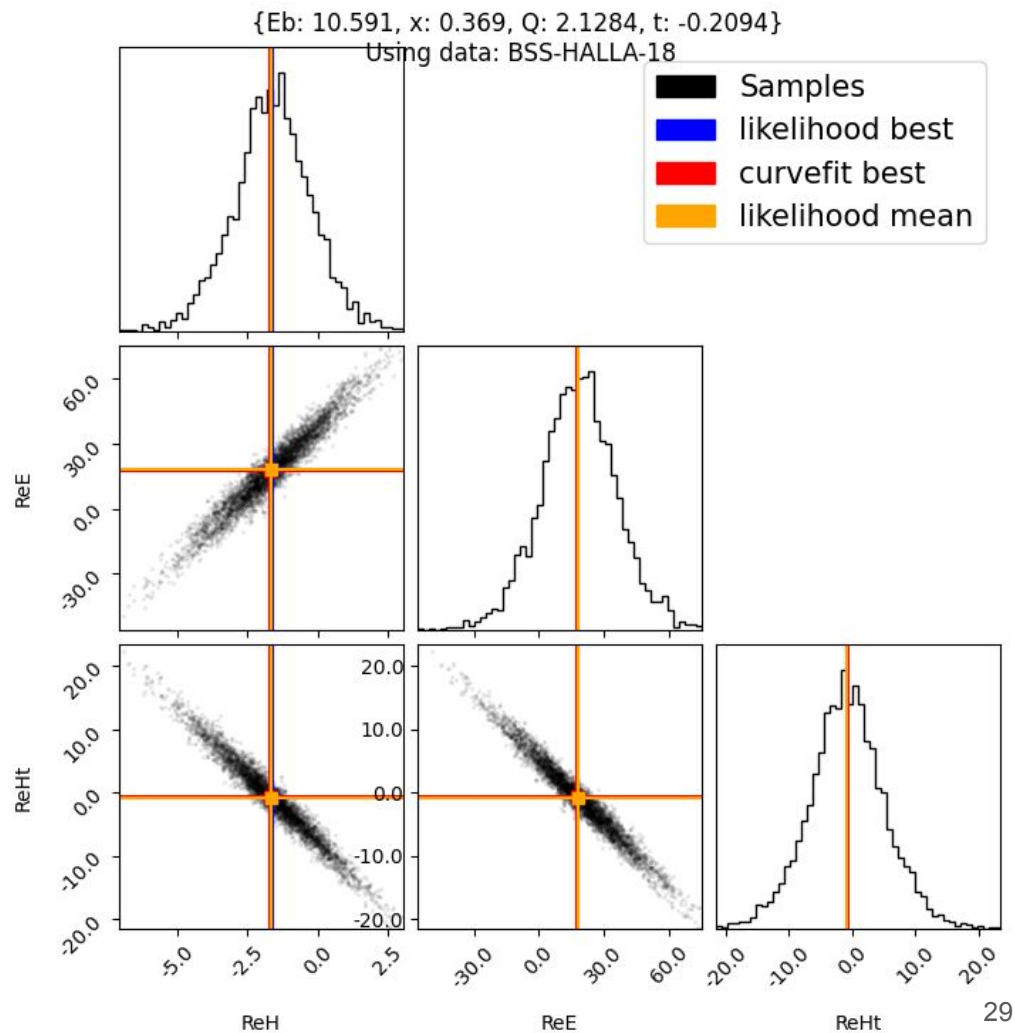 {Eb: 10.591, x: 0.369, Q: 2.1284, t: -0.2094}
Using data: BSS-HALLA-18
Samples
likelihood best
curvefit best
likelihood mean
60.0
30.0
0.0
-30.0
ReE
20.0
10.0
0.0
-10.0
-20.0
ReHt
20.0
10.0
0.0
-10.0
-20.0
-5.0 -2.5 0.0 2.5
-30.0 0.0 30.0 60.0
-20.0 -10.0 0.0 10.0 20.0
ReH ReE ReHt
29